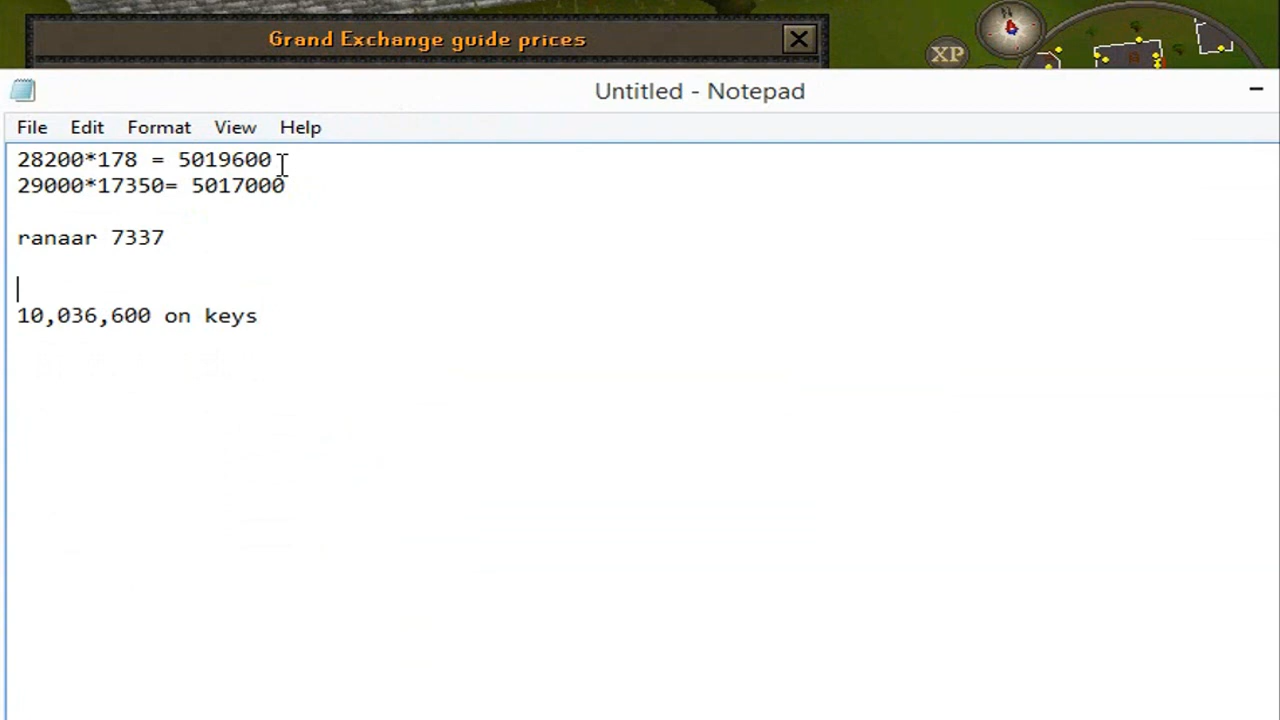 Grand Exchange guide prices
XP
Untitled - Notepad
File Edit Format View Help
28200*178 = 5019600
29000*17350= 5017000
ranaar 7337
10,036,600 on keys